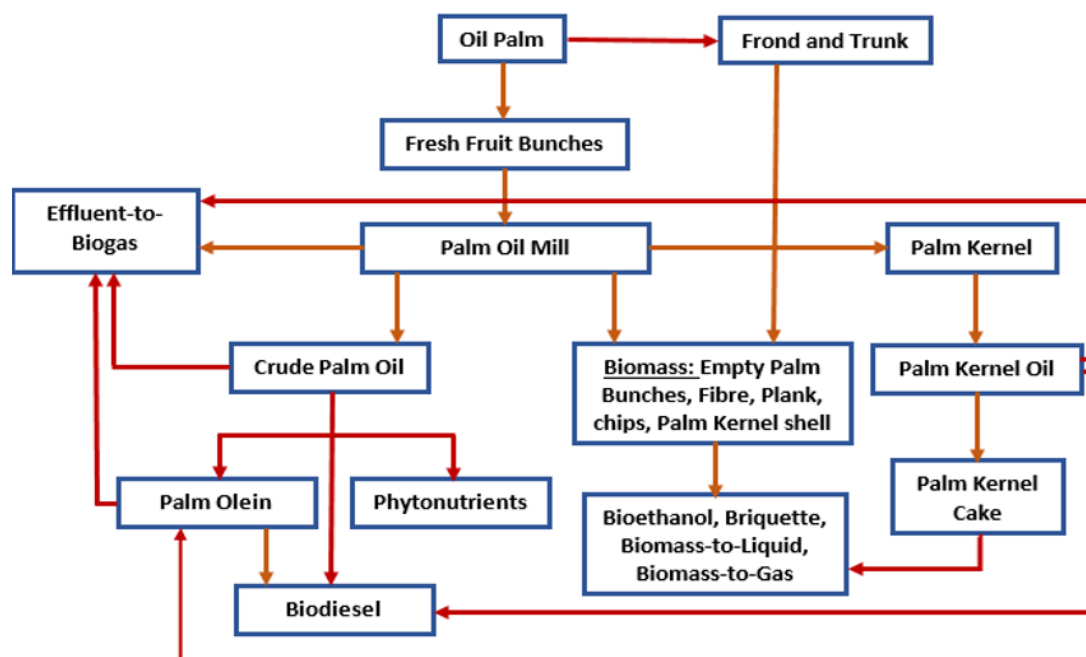 Oil Palm
Frond and Trunk
Fresh Fruit Bunches
Effluent-to-
Biogas
Palm Oil Mill
Palm Kernel
Crude Palm Oil
Biomass: Empty Palm
Bunches, Fibre, Plank,
chips, Palm Kernel shell
Palm Kernel Oil
Palm Olein
Phytonutrients
Bioethanol, Briquette,
Biomass-to-Liquid,
Biomass-to-Gas
Palm Kernel
Cake
Biodiesel